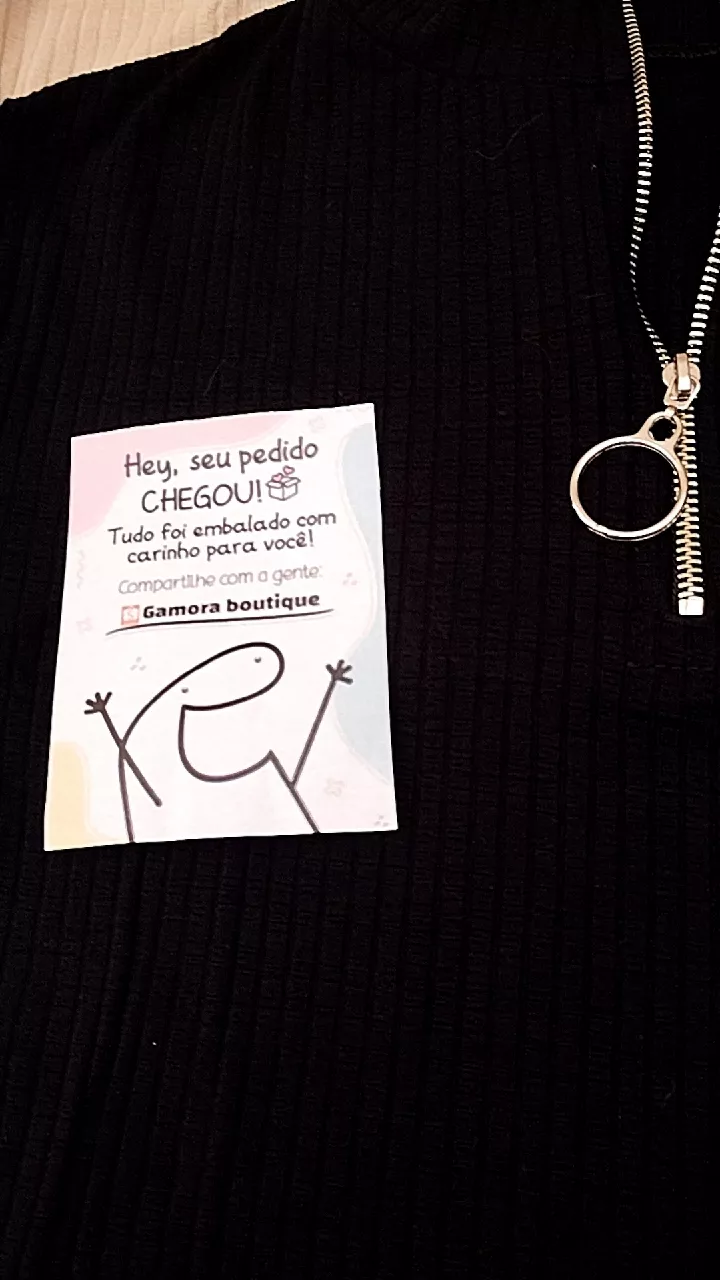 Hey, seu pedido
CHEGOU!
Tudo foi embalado com
carinho para você!
Compartilhe com a gente:
Gamora boutique